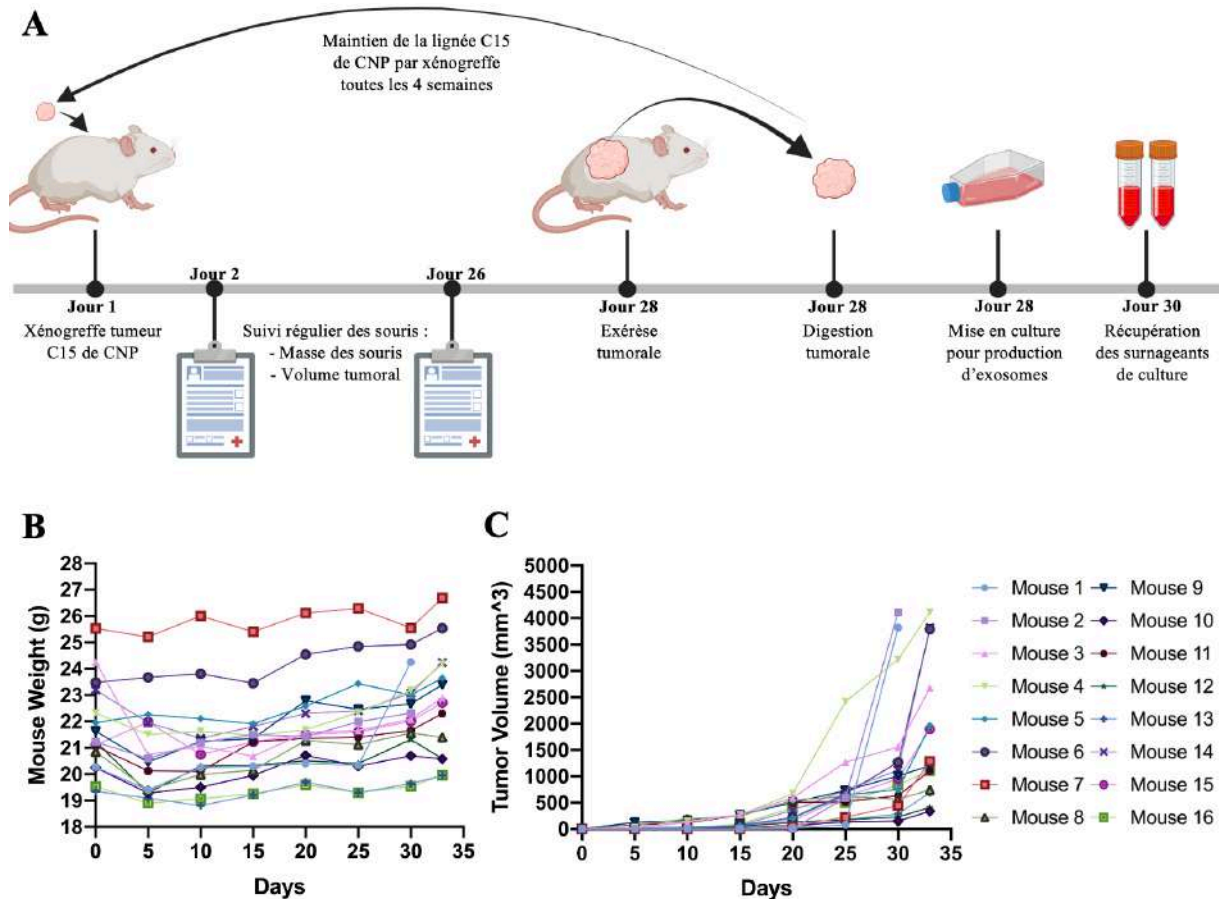 A
Maintien de la lignée C15
de CNP par xénogreffe
toutes les 4 semaines
Jour 1
Xénogreffe tumeur
C15 de CNP
Jour 2
Suivi régulier des souris :
- Masse des souris
- Volume tumoral
Jour 26
Jour 28
Exérèse
tumorale
Jour 28
Digestion
tumorale
Jour 28
Mise en culture
pour production
d'exosomes
Jour 30
Récupération
des surnageants
de culture
B
Mouse Weight (g)
28
27
26
25
24
23
22
21
20
19
18
0 5 10 15 20 25 30 35
Days
C
Tumor Volume (mm^3)
5000
4500
4000
3500
3000
2500
2000
1500
1000
500
0
0 5 10 15 20 25 30 35
Days
Mouse 1
Mouse 2
Mouse 3
Mouse 4
Mouse 5
Mouse 6
Mouse 7
Mouse 8
Mouse 9
Mouse 10
Mouse 11
Mouse 12
Mouse 13
Mouse 14
Mouse 15
Mouse 16